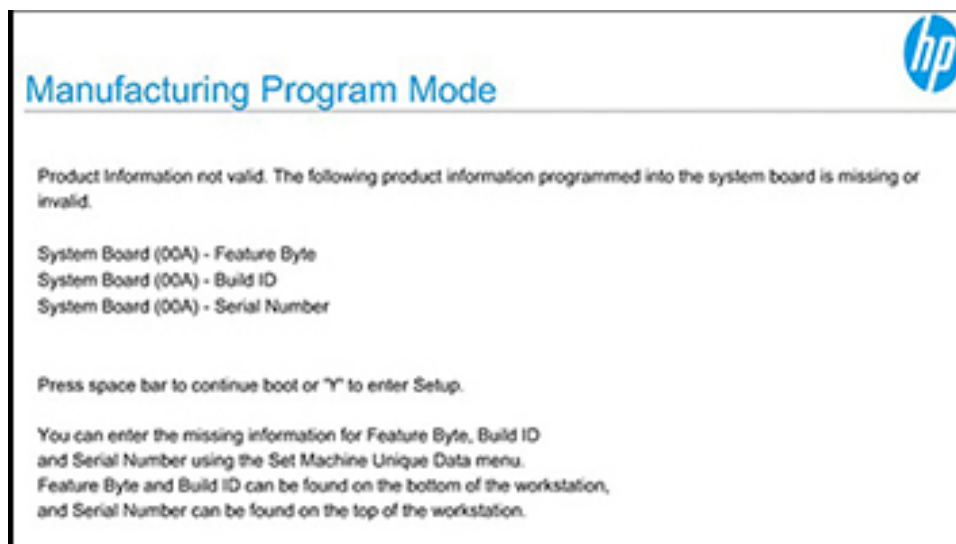 hp
Manufacturing Program Mode
Product Information not valid. The following product information programmed into the system board is missing or
invalid.
System Board (00A) - Feature Byte
System Board (00A) - Build ID
System Board (00A) - Serial Number
Press space bar to continue boot or "Y" to enter Setup.
You can enter the missing information for Feature Byte, Build ID
and Serial Number using the Set Machine Unique Data menu.
Feature Byte and Build ID can be found on the bottom of the workstation,
and Serial Number can be found on the top of the workstation.